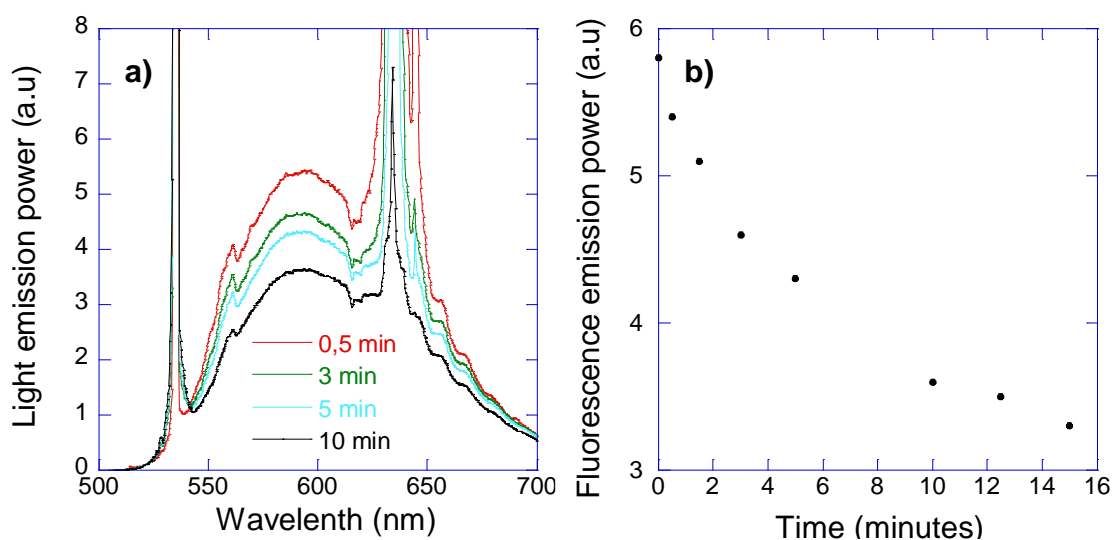 a)
Light emission power (a.u)
8
7
6
5
4
3
2
1
0
500 550 600 650 700
Wavelenth (nm)
0,5 min
3 min
5 min
10 min
b)
Fluorescence emission power (a.u)
6
5
4
3
0 2 4 6 8 10 12 14 16
Time (minutes)